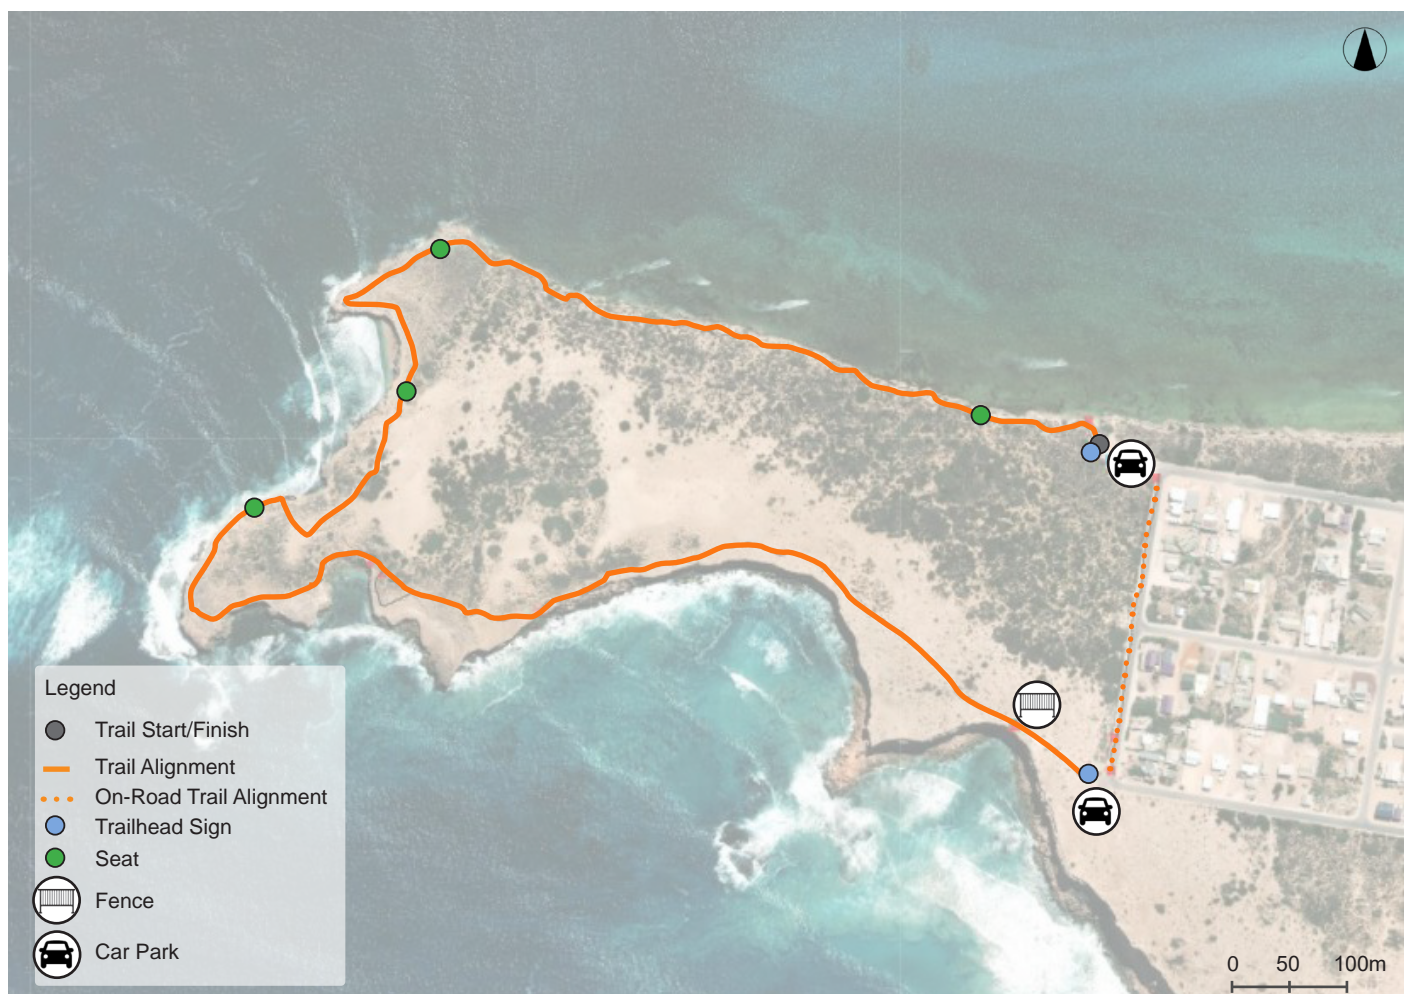 Legend
Trail Start/Finish
Trail Alignment
On-Road Trail Alignment
Trailhead Sign
Seat
Fence
Car Park
0 50 100m